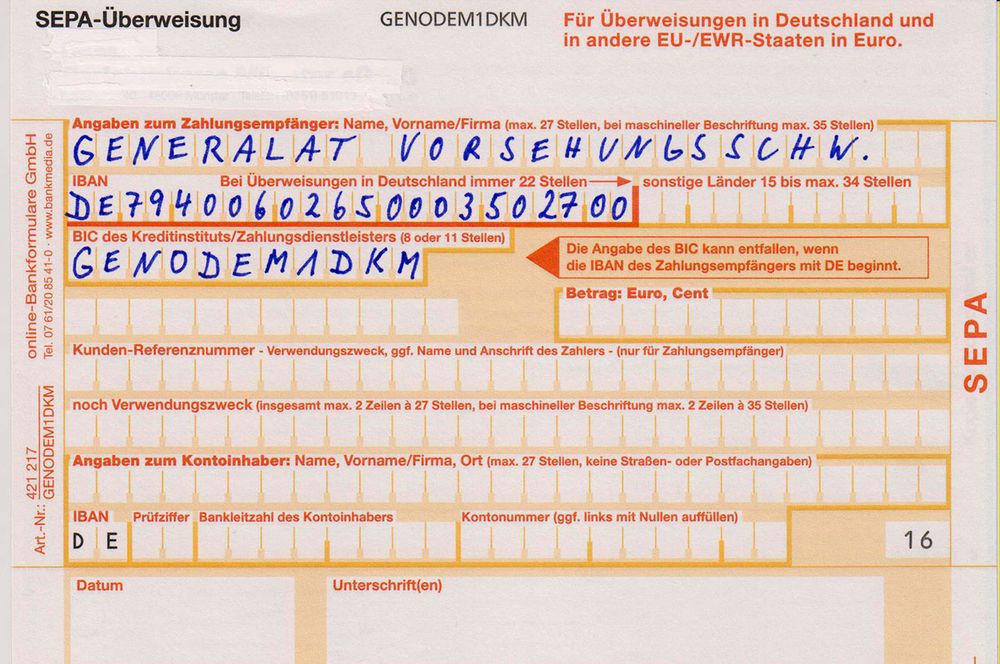 SEPA-Überweisung GENODEM1DKM Für Überweisungen in Deutschland und
in andere EU-/EWR-Staaten in Euro.
Angaben zum Zahlungsempfänger: Name, Vorname/Firma (max. 27 Stellen, bei maschineller Beschriftung max. 35 Stellen)
GENERALAT VORSEHUNGSSCHW.
IBAN Bei Überweisungen in Deutschland immer 22 Stellen sonstige Länder 15 bis max. 34 Stellen
DE79400602650003502700
BIC des Kreditinstituts/Zahlungsdienstleisters (8 oder 11 Stellen)
GENODEM1DKM
Die Angabe des BIC kann entfallen, wenn
die IBAN des Zahlungsempfängers mit DE beginnt.
Betrag: Euro, Cent
Kunden-Referenznummer - Verwendungszweck, ggf. Name und Anschrift des Zahlers - (nur für Zahlungsempfänger)
noch Verwendungszweck (insgesamt max. 2 Zeilen à 27 Stellen, bei maschineller Beschriftung max. 2 Zeilen à 35 Stellen)
Angaben zum Kontoinhaber: Name, Vorname/Firma, Ort (max. 27 Stellen, keine Straßen- oder Postfachangaben)
IBAN Prüfziffer Bankleitzahl des Kontoinhabers Kontonummer (ggf. links mit Nullen auffüllen)
D E 16
Datum Unterschrift(en)
online-Bankformulare GmbH
Tel. 07 61/20 85 41-0 · www.bankmedia.de
Art.-Nr.: 421 217
GENODEM1DKM
SEPA